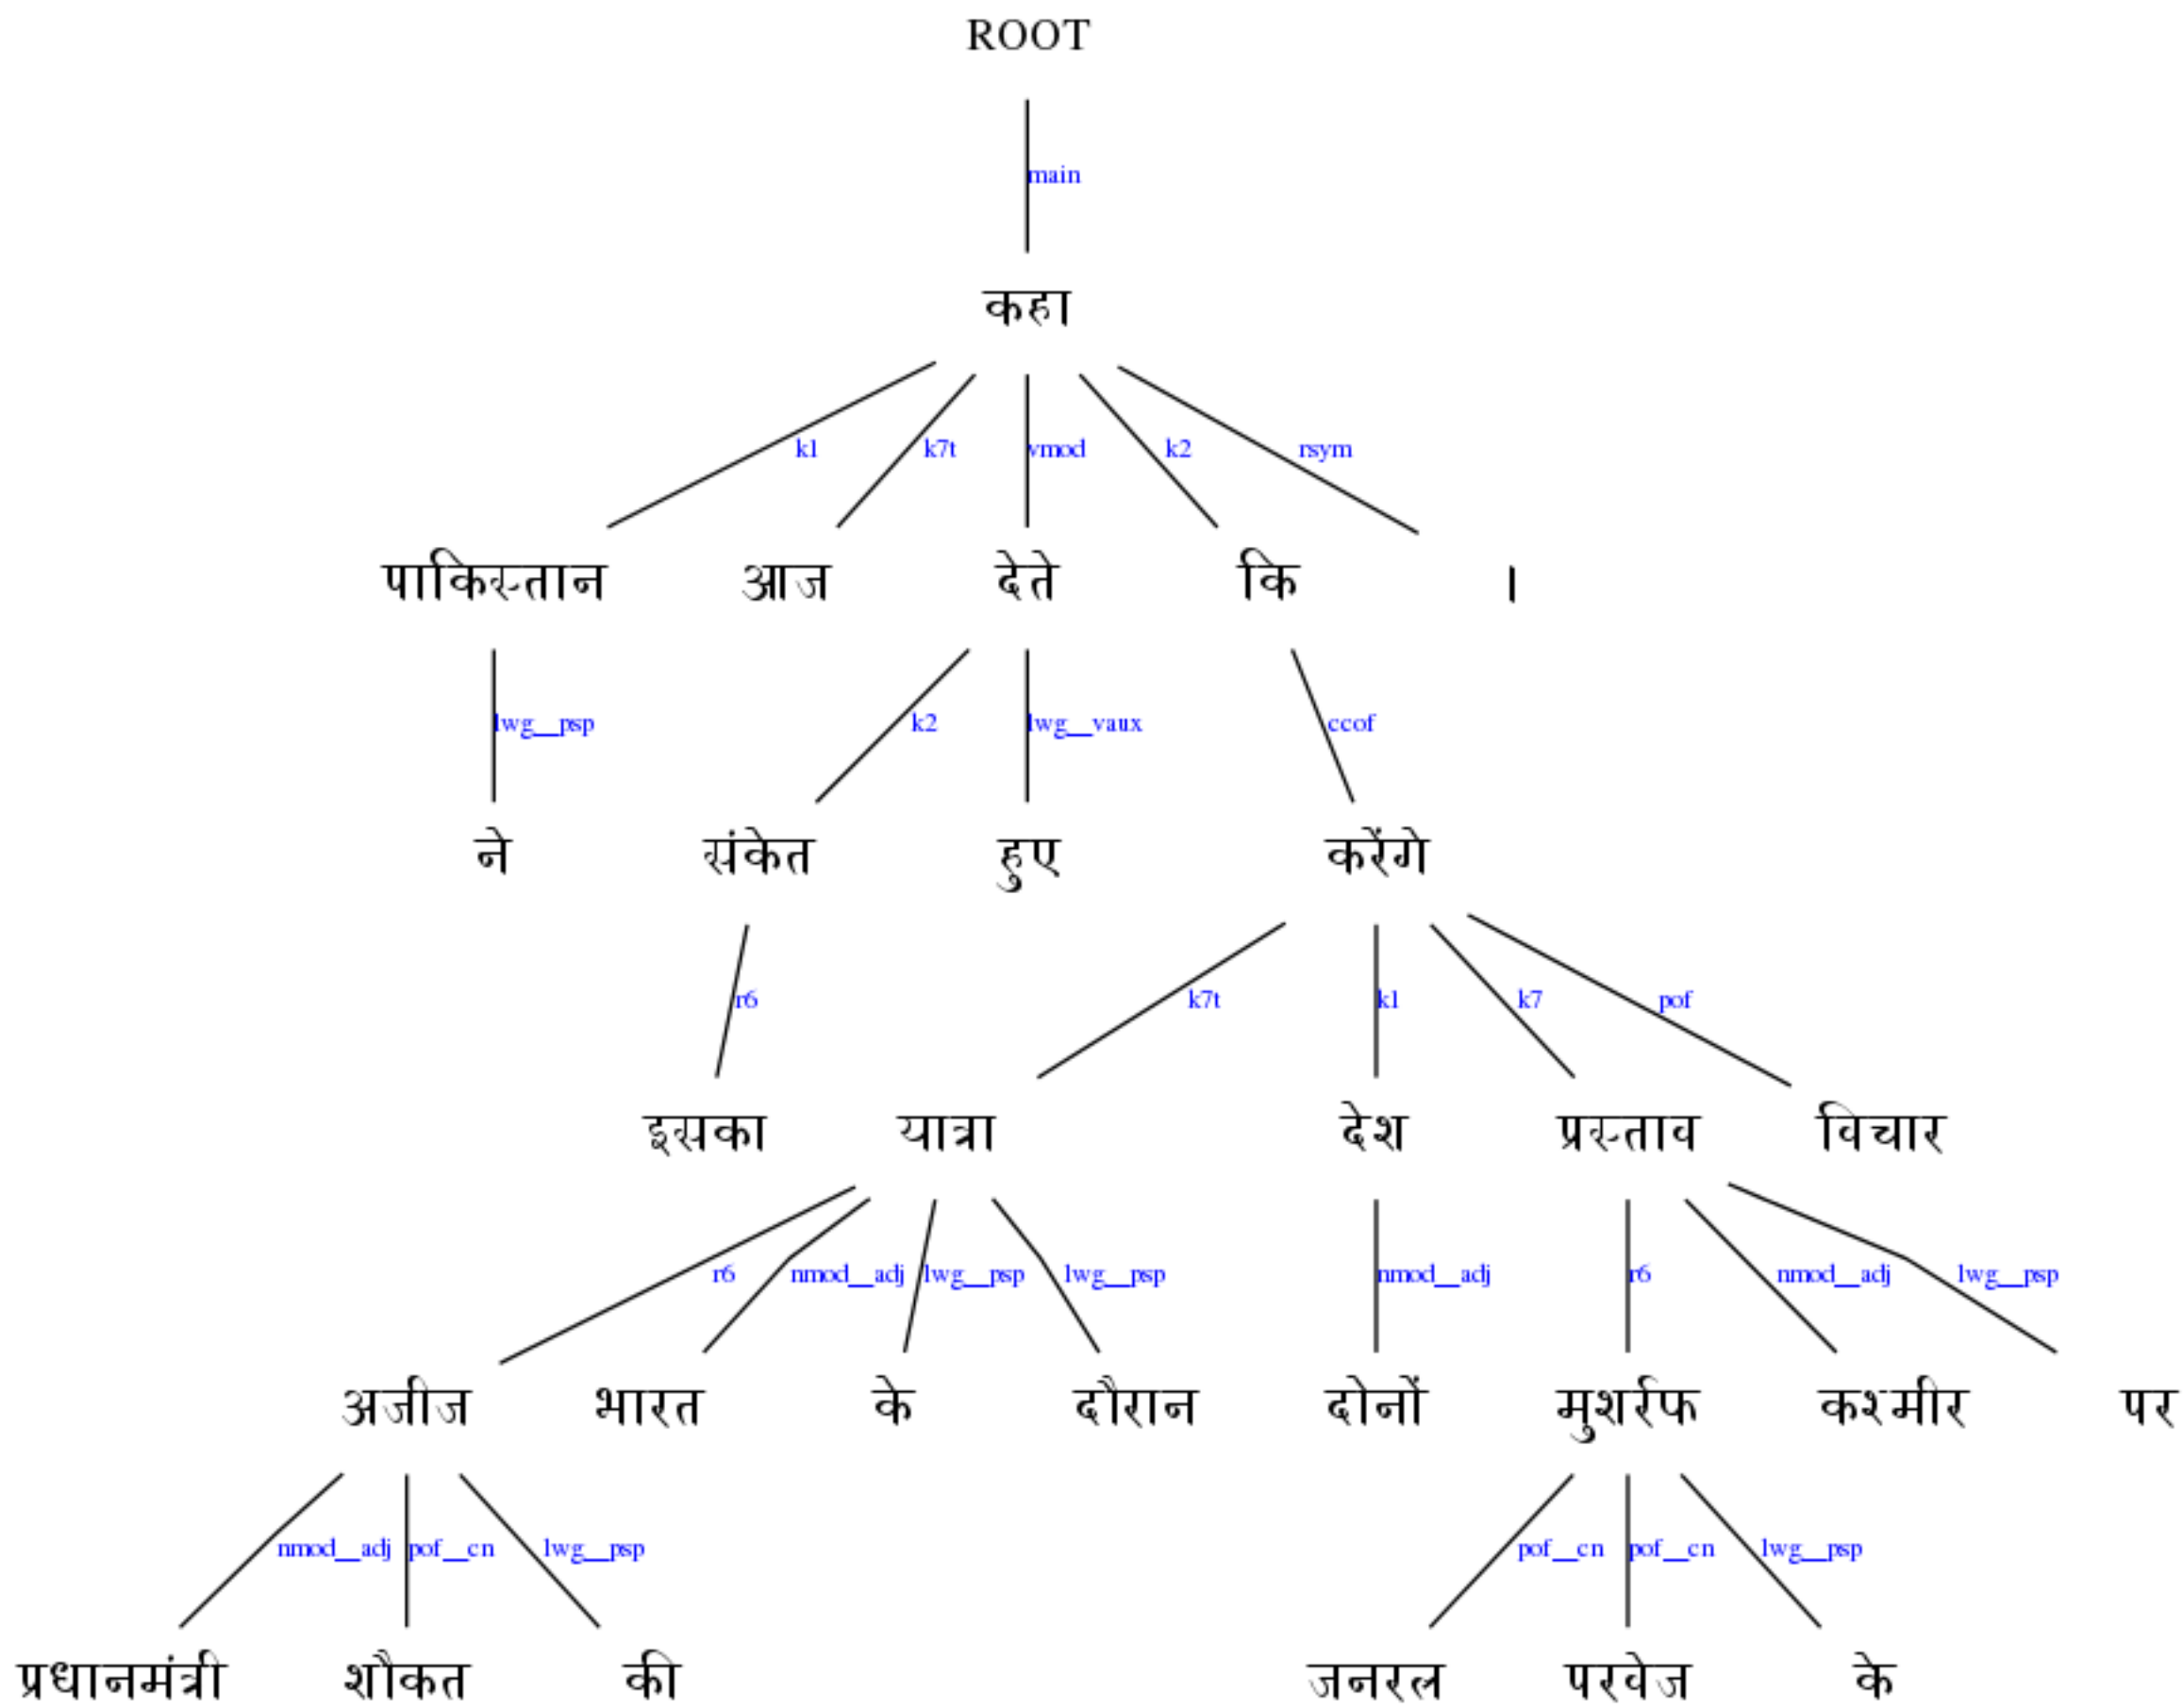 ROOT
main
कहा
k1 k7t vmod k2 rsym
पाकिस्तान आज देते कि ।
lwg__psp k2 lwg__vaux ccof
ने संकेत हुए करेंगे
r6 k7t k1 k7 pof
इसका यात्रा देश प्रस्ताव विचार
r6 nmod__adj lwg__psp lwg__psp nmod__adj r6 nmod__adj lwg__psp
अजीज भारत के दौरान दोनों मुशर्रफ कश्मीर पर
nmod__adj pof__cn lwg__psp pof__cn pof__cn lwg__psp
प्रधानमंत्री शौकत की जनरल परवेज के